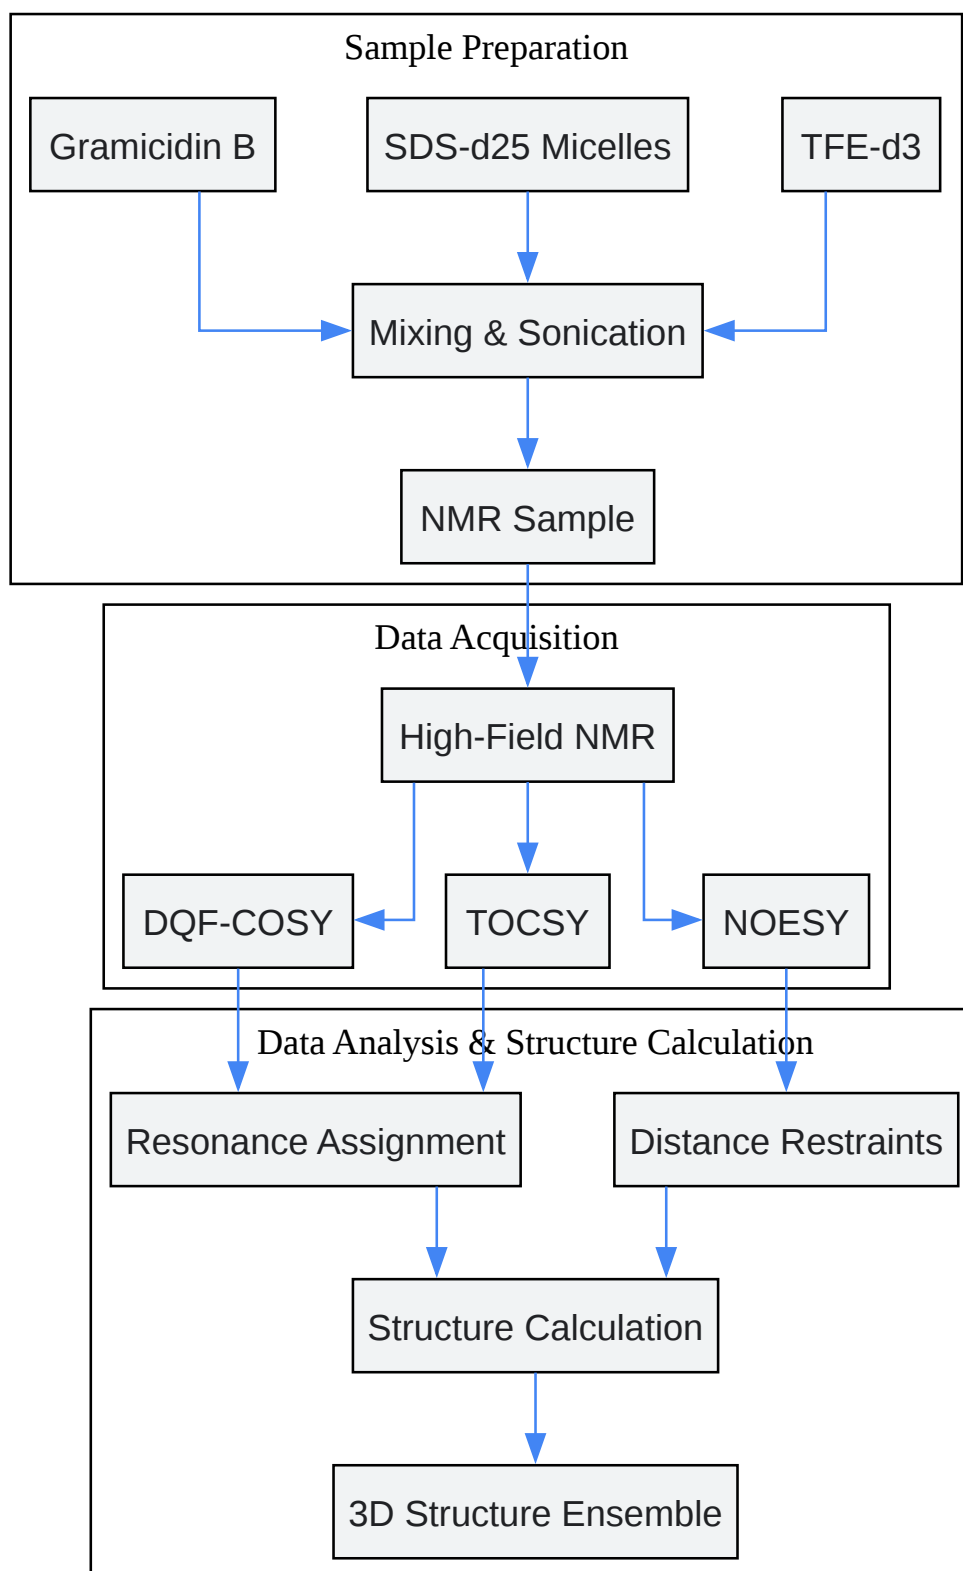 Sample Preparation
Gramicidin B
SDS-d25 Micelles
TFE-d3
Mixing & Sonication
NMR Sample
Data Acquisition
High-Field NMR
DQF-COSY
TOCSY
NOESY
Data Analysis & Structure Calculation
Resonance Assignment
Distance Restraints
Structure Calculation
3D Structure Ensemble